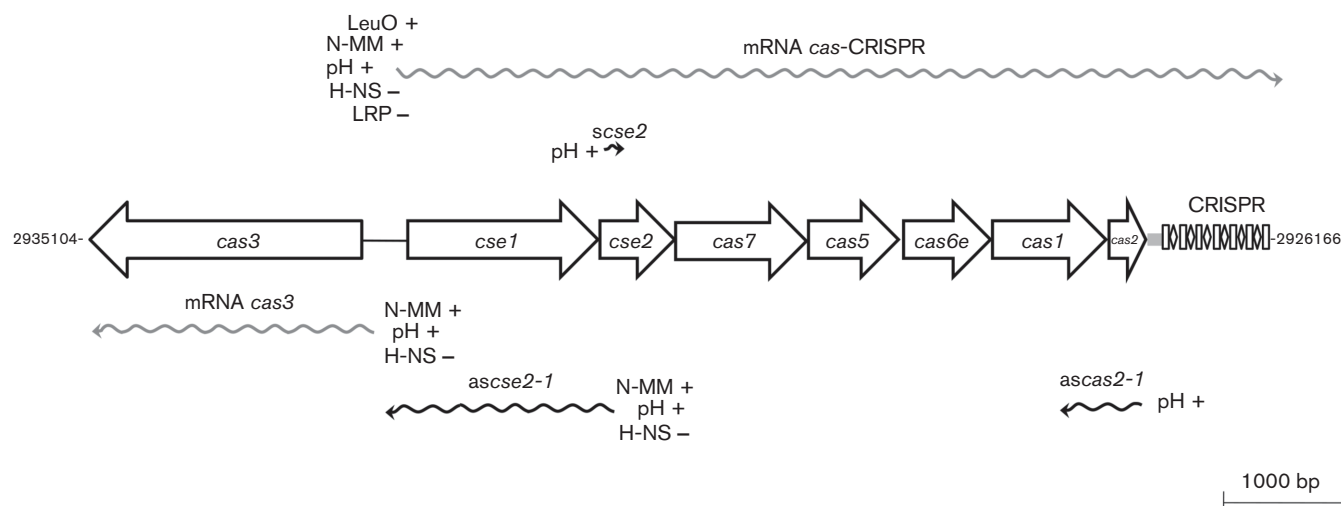 LeuO +
N-MM +
pH +
H-NS –
LRP –
mRNA cas-CRISPR
scse2
pH +
CRISPR
2935104-
cas3
cse1
cse2
cas7
cas5
cas6e
cas1
cas2
-2926166
mRNA cas3
N-MM +
pH +
H-NS –
ascse2-1
N-MM +
pH +
H-NS –
ascas2-1
pH +
1000 bp